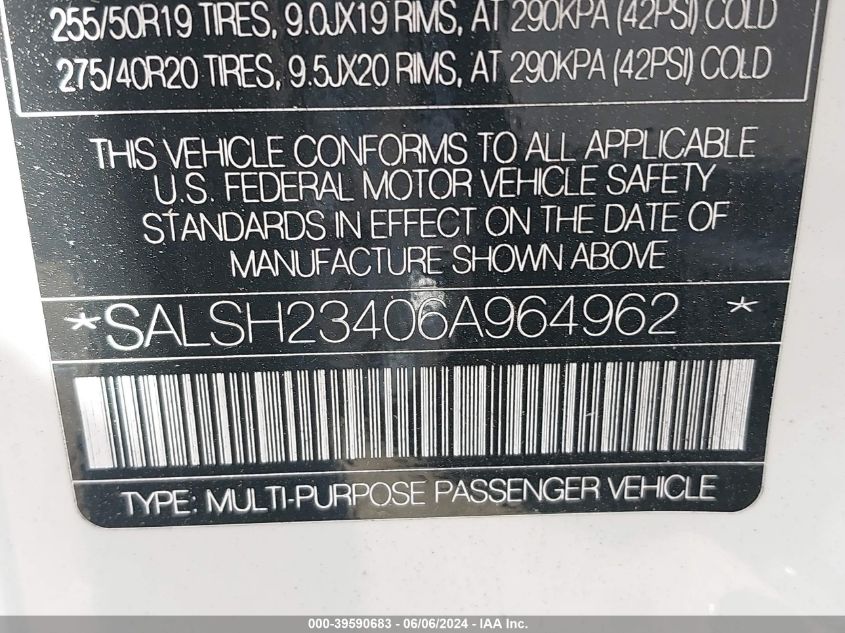 255/50R19 TIRES, 9.0JX19 RIMS, AT 290KPA (42PSI) COLD
275/40R20 TIRES, 9.5JX20 RIMS, AT 290KPA (42PSI) COLD
THIS VEHICLE CONFORMS TO ALL APPLICABLE
U.S. FEDERAL MOTOR VEHICLE SAFETY
STANDARDS IN EFFECT ON THE DATE OF
MANUFACTURE SHOWN ABOVE
*SALSH23406A964962 *
TYPE: MULTI-PURPOSE PASSENGER VEHICLE
000-39590683 - 06/06/2024 - IAA Inc.